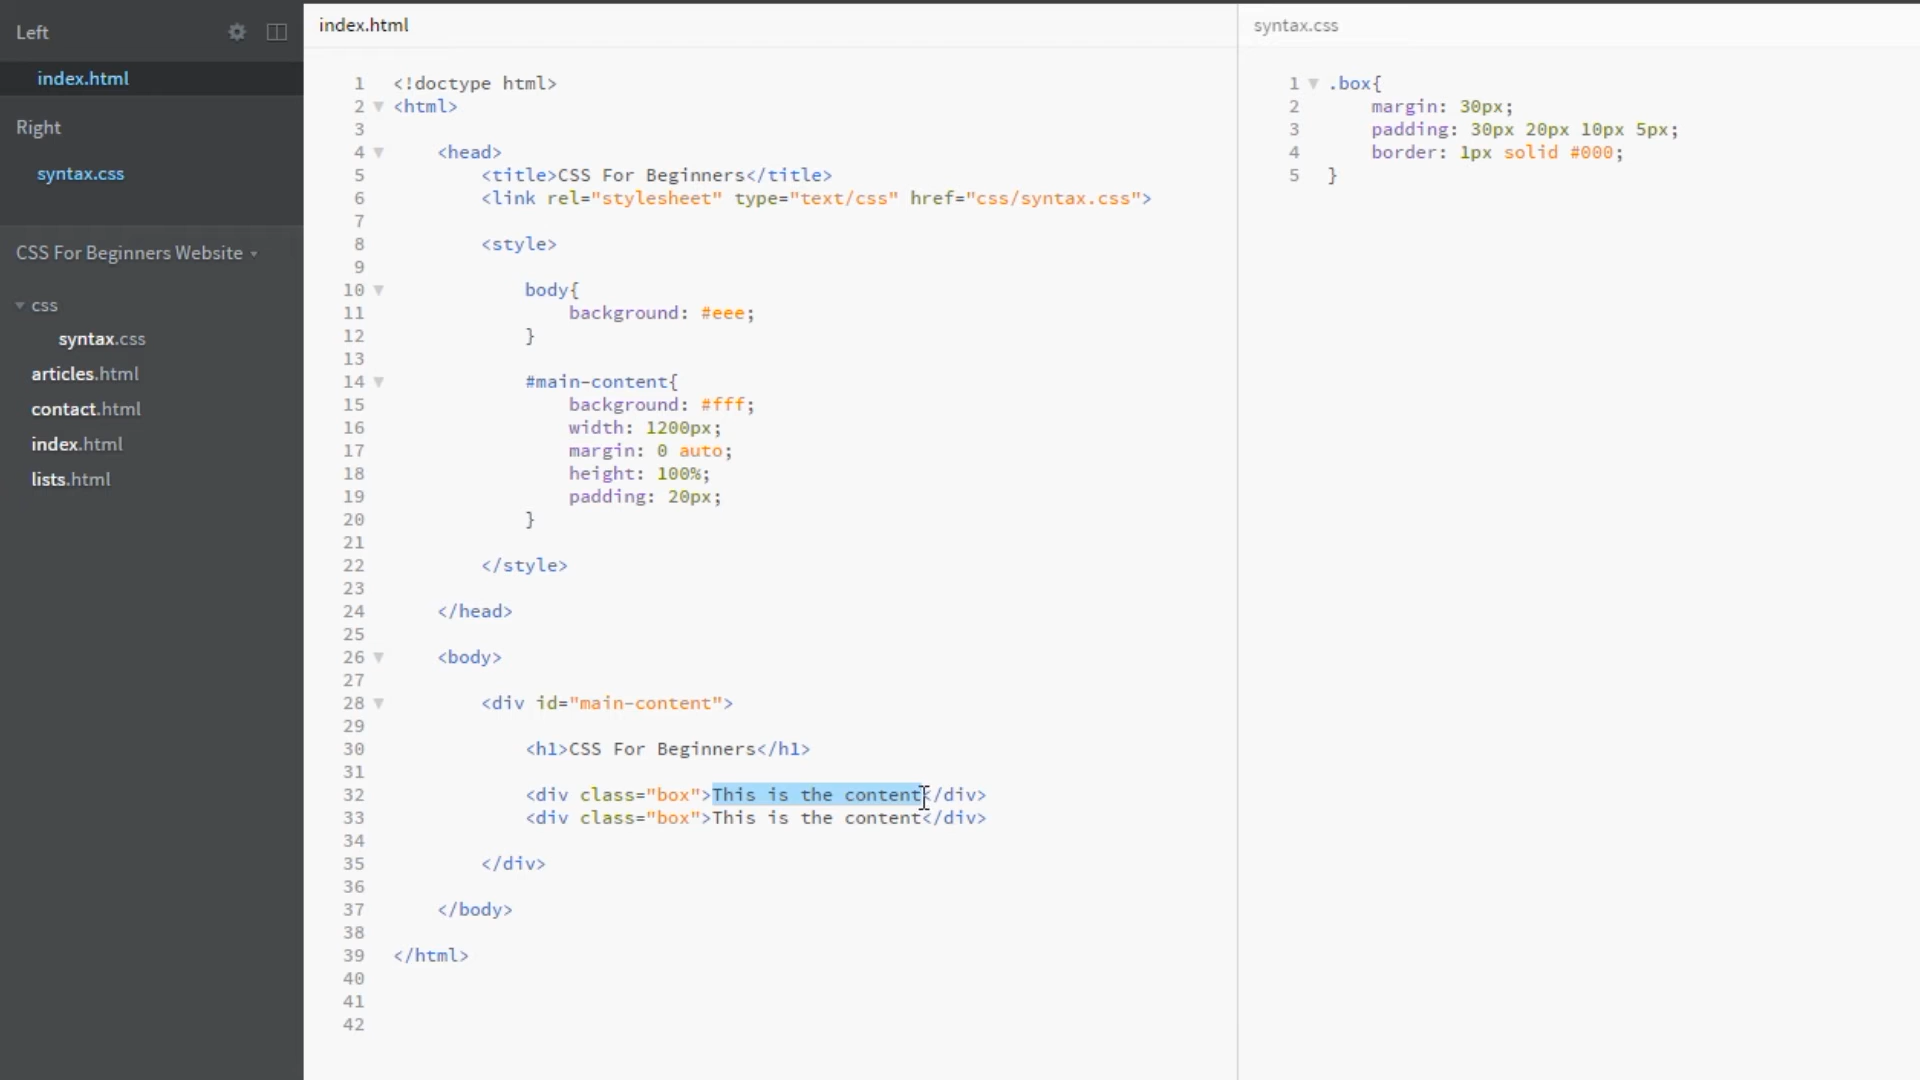 Left
index.html
Right
syntax.css
CSS For Beginners Website
css
syntax.css
articles.html
contact.html
index.html
lists.html
index.html
1 <!doctype html>
2 <html>
3
4 <head>
5 <title>CSS For Beginners</title>
6 <link rel="stylesheet" type="text/css" href="css/syntax.css">
7
8 <style>
9
10 body{
11 background: #eee;
12 }
13
14 #main-content{
15 background: #fff;
16 width: 1200px;
17 margin: 0 auto;
18 height: 100%;
19 padding: 20px;
20 }
21
22 </style>
23
24 </head>
25
26 <body>
27
28 <div id="main-content">
29
30 <h1>CSS For Beginners</h1>
31
32 <div class="box">This is the content</div>
33 <div class="box">This is the content</div>
34
35 </div>
36
37 </body>
38
39 </html>
40
41
42
syntax.css
1 .box{
2 margin: 30px;
3 padding: 30px 20px 10px 5px;
4 border: 1px solid #000;
5 }